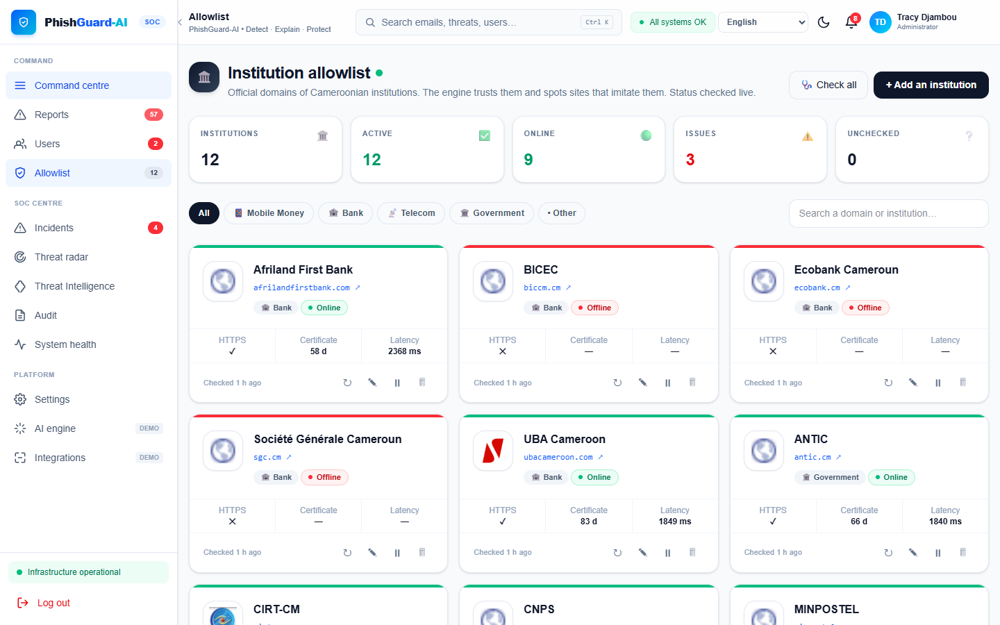 PhishGuard-AI SOC
COMMAND
Command centre
Reports 57
Users 2
Allowlist 12
SOC CENTRE
Incidents 4
Threat radar
Threat Intelligence
Audit
System health
PLATFORM
Settings
AI engine DEMO
Integrations DEMO
Infrastructure operational
Log out
Allowlist
PhishGuard-AI • Detect · Explain · Protect
Search emails, threats, users… Ctrl K
All systems OK
English
8
TD
Tracy Djambou
Administrator
Institution allowlist
Official domains of Cameroonian institutions. The engine trusts them and spots sites that imitate them. Status checked live.
Check all
+ Add an institution
INSTITUTIONS
12
ACTIVE
12
ONLINE
9
ISSUES
3
UNCHECKED
0
All Mobile Money Bank Telecom Government • Other
Search a domain or institution…
Afriland First Bank
afrilandfirstbank.com ↗
Bank Online
HTTPS Certificate Latency
✓ 58 d 2368 ms
Checked 1 h ago
BICEC
biccm.cm ↗
Bank Offline
HTTPS Certificate Latency
✕ — —
Checked 1 h ago
Ecobank Cameroun
ecobank.cm ↗
Bank Offline
HTTPS Certificate Latency
✕ — —
Checked 1 h ago
Société Générale Cameroun
sgc.cm ↗
Bank Offline
HTTPS Certificate Latency
✕ — —
Checked 1 h ago
UBA Cameroon
ubacameroon.com ↗
Bank Online
HTTPS Certificate Latency
✓ 83 d 1849 ms
Checked 1 h ago
ANTIC
antic.cm ↗
Government Online
HTTPS Certificate Latency
✓ 66 d 1840 ms
Checked 1 h ago
CIRT-CM
CNPS
MINPOSTEL